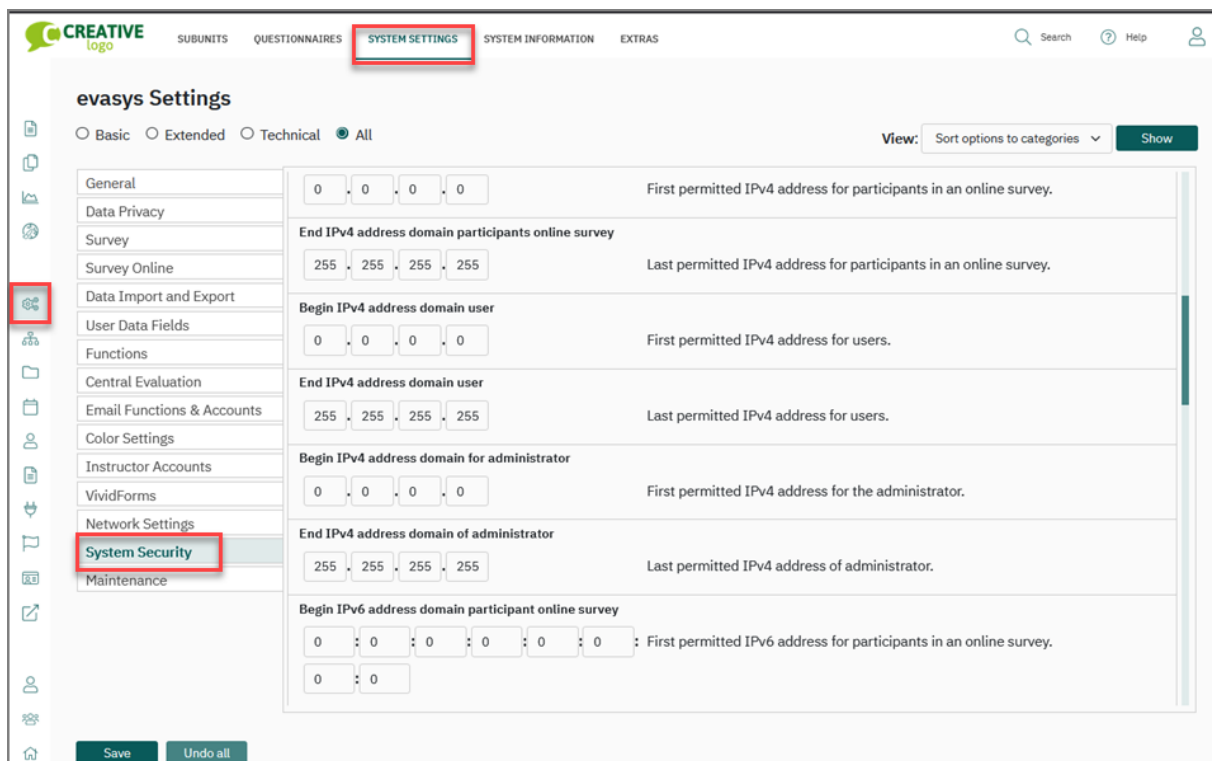 CREATIVE
logo
SUBUNITS QUESTIONNAIRES SYSTEM SETTINGS SYSTEM INFORMATION EXTRAS Search ? Help
evasys Settings
Basic Extended Technical All View: Sort options to categories Show
General
Data Privacy
Survey
Survey Online
Data Import and Export
User Data Fields
Functions
Central Evaluation
Email Functions & Accounts
Color Settings
Instructor Accounts
VividForms
Network Settings
System Security
Maintenance
0 . 0 . 0 . 0 First permitted IPv4 address for participants in an online survey.
End IPv4 address domain participants online survey
255 . 255 . 255 . 255 Last permitted IPv4 address for participants in an online survey.
Begin IPv4 address domain user
0 . 0 . 0 . 0 First permitted IPv4 address for users.
End IPv4 address domain user
255 . 255 . 255 . 255 Last permitted IPv4 address for users.
Begin IPv4 address domain for administrator
0 . 0 . 0 . 0 First permitted IPv4 address for the administrator.
End IPv4 address domain of administrator
255 . 255 . 255 . 255 Last permitted IPv4 address of administrator.
Begin IPv6 address domain participant online survey
0 : 0 : 0 : 0 : 0 : 0 : First permitted IPv6 address for participants in an online survey.
0 : 0
Save Undo all